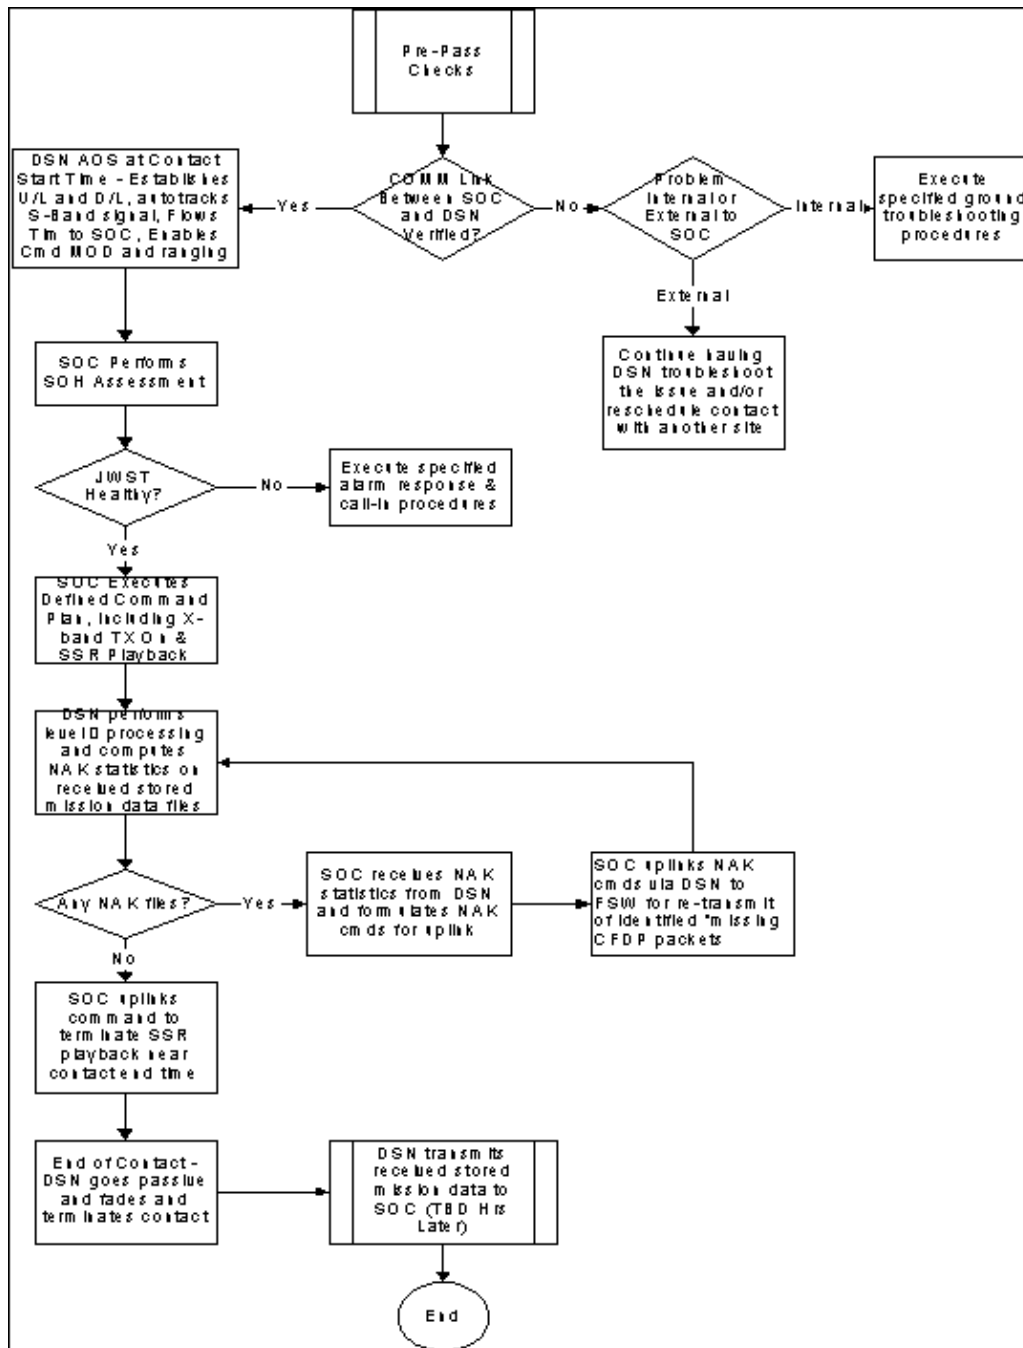 Pre-Pass
Checks
DSN AOS at Contact
Start Time - Establishes
U/L and D/L, autotracks
S-Band signal, Flows
Tlm to SOC, Enables
Cmd MOD and ranging
Yes
COMM Link
Between SOC
and DSN
Verified?
No
Problem
Internal or
External to
SOC
Internal
Execute
specified ground
troubleshooting
procedures
External
Continue having
DSN troubleshoot
the issue and/or
reschedule contact
with another site
SOC Performs
SOH Assessment
JWST
Healthy?
No
Execute specified
alarm response &
call-in procedures
Yes
SOC Executes
Defined Command
Plan, including X-
band TX On &
SSR Playback
DSN performs
level 0 processing
and computes
NAK statistics on
received stored
mission data files
Any NAK files?
Yes
SOC receives NAK
statistics from DSN
and formulates NAK
cmds for uplink
SOC uplinks NAK
cmds via DSN to
FSW for re-transmit
of identified "missing
CFDP packets
No
SOC uplinks
command to
terminate SSR
playback near
contact end time
End of Contact -
DSN goes passive
and fades and
terminates contact
DSN transmits
received stored
mission data to
SOC (TBD Hrs
Later)
End